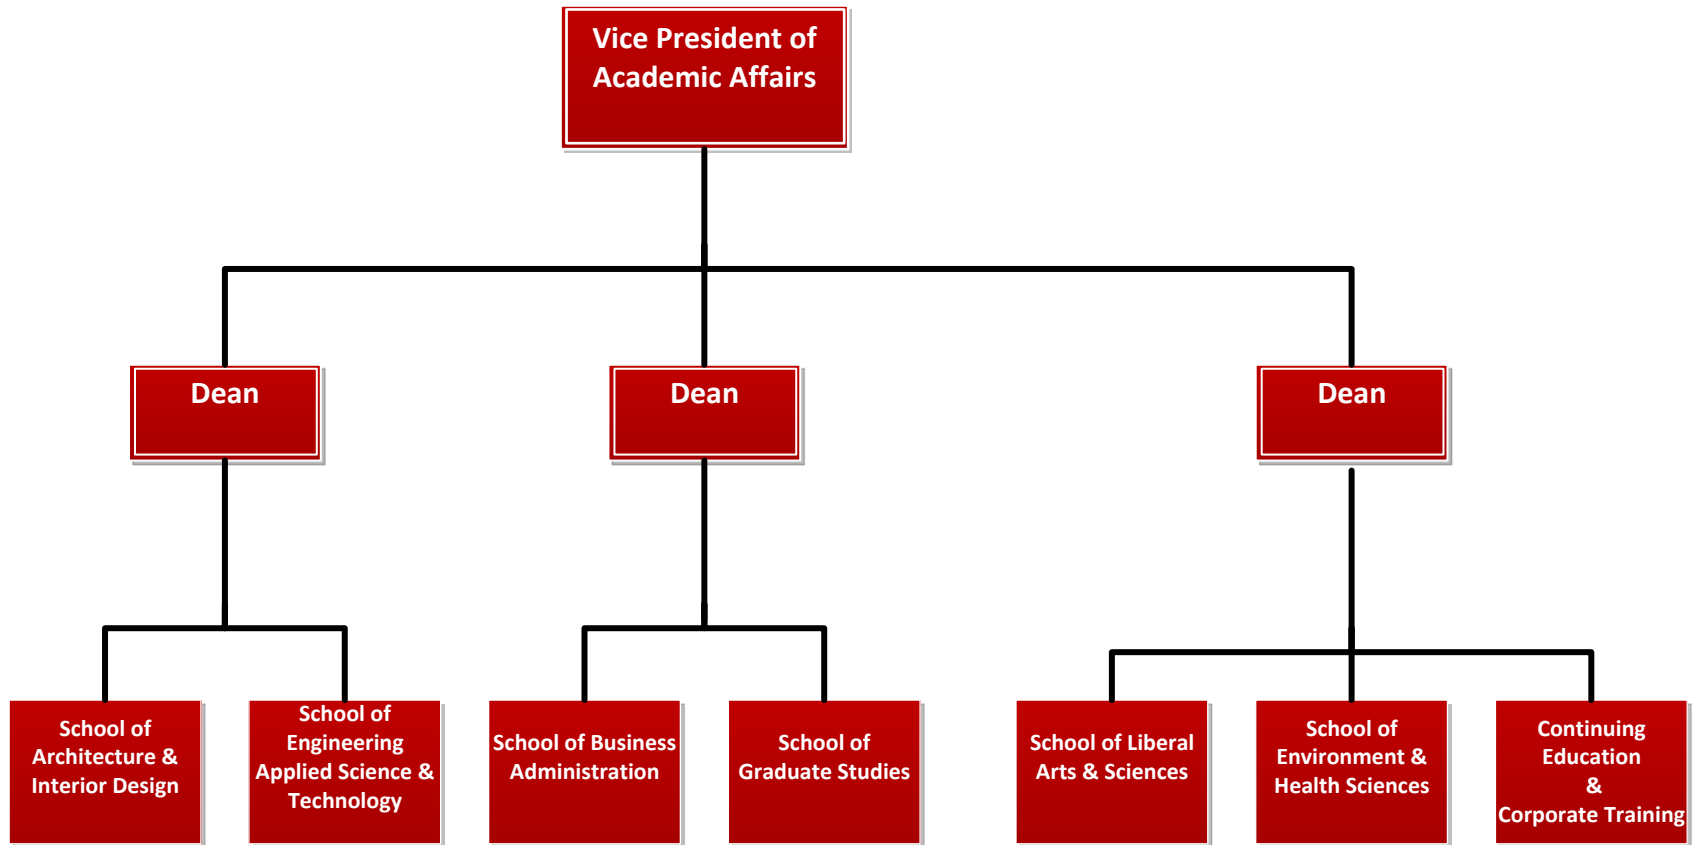 Vice President of
Academic Affairs
Dean
Dean
Dean
School of
Architecture &
Interior Design
School of
Engineering
Applied Science &
Technology
School of Business
Administration
School of
Graduate Studies
School of Liberal
Arts & Sciences
School of
Environment &
Health Sciences
Continuing
Education
&
Corporate Training